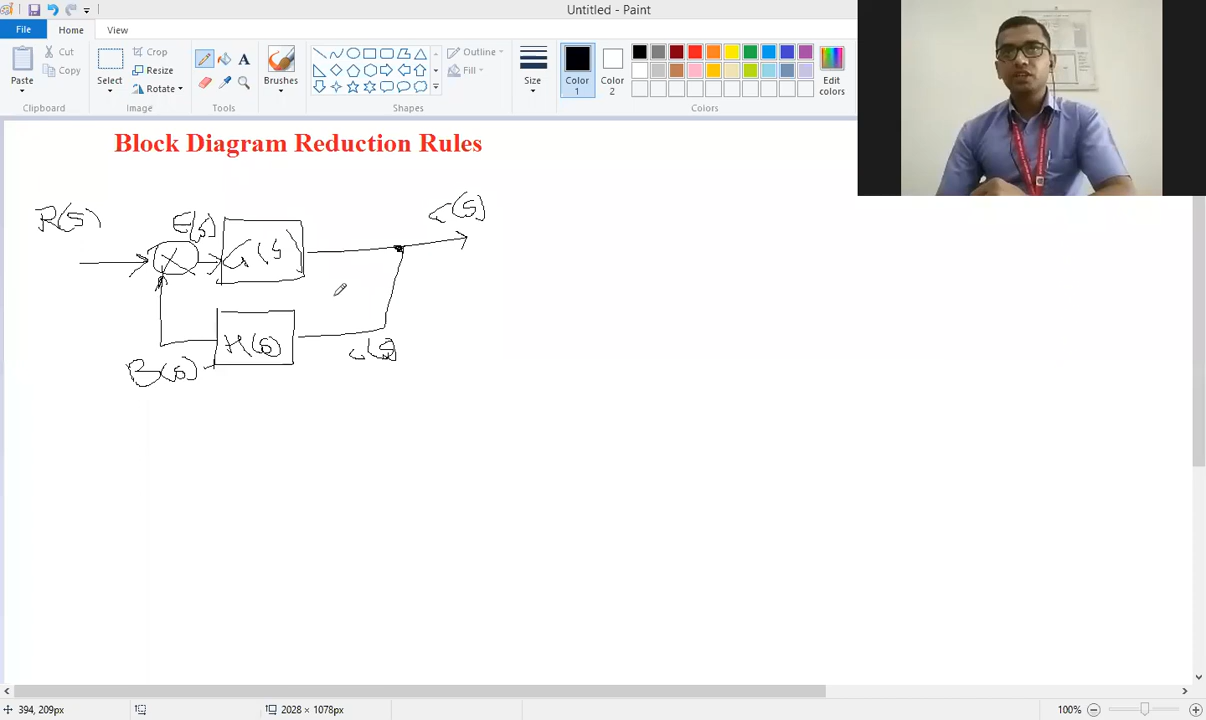 Untitled - Paint
File Home View
Cut
Copy
Paste
Clipboard
Select
Crop
Resize
Rotate
Image
A
Tools
Brushes
Outline
Fill
Shapes
Size
Color 1
Color 2
Colors
Edit colors
Block Diagram Reduction Rules
R(s)
E(s)
G(s)
C(s)
H(s)
C(s)
B(s)
394, 209px
2028 × 1078px
100%